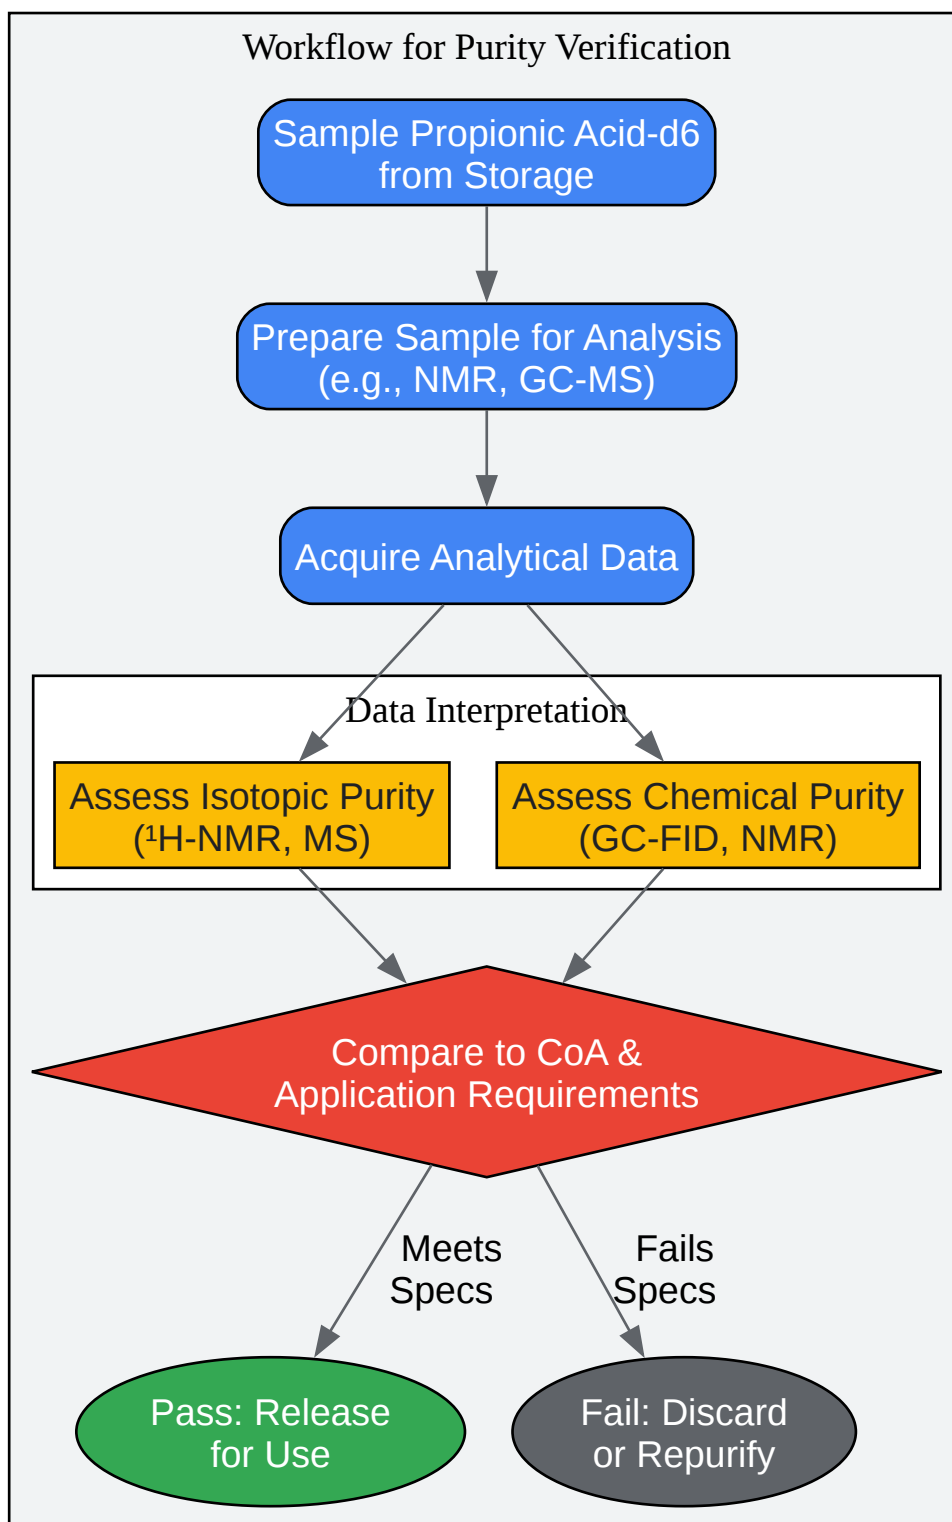 Workflow for Purity Verification
Sample Propionic Acid-d6
from Storage
Prepare Sample for Analysis
(e.g., NMR, GC-MS)
Acquire Analytical Data
Data Interpretation
Assess Isotopic Purity
(¹H-NMR, MS)
Assess Chemical Purity
(GC-FID, NMR)
Compare to CoA &
Application Requirements
Meets
Specs
Fails
Specs
Pass: Release
for Use
Fail: Discard
or Repurify